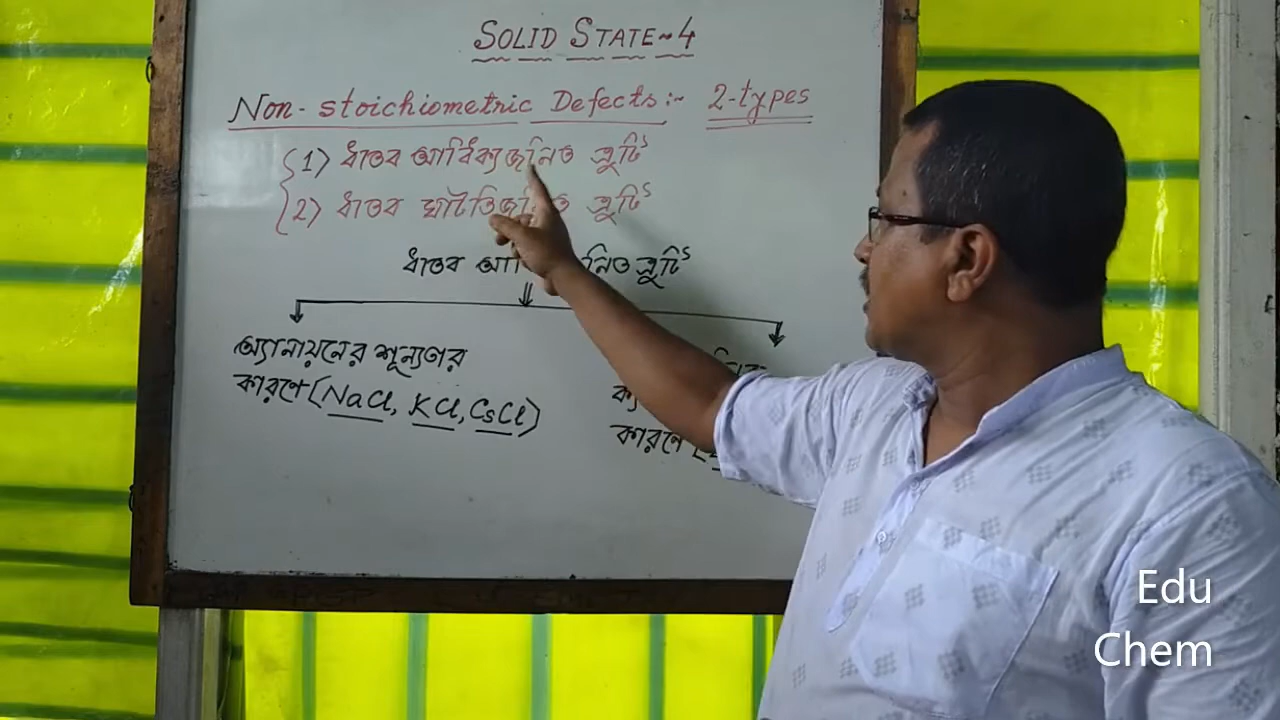 SOLID STATE~4
Non-stoichiometric Defects:- 2-types
(1) ধাতব আধিক্যজনিত ত্রুটি
(2) ধাতব ঘাটতিজনিত ত্রুটি
ধাতব ত্রুটি
অ্যানায়নের শূন্যতার
কারণে (NaCl, KCl, CsCl)
কারণে
Edu
Chem